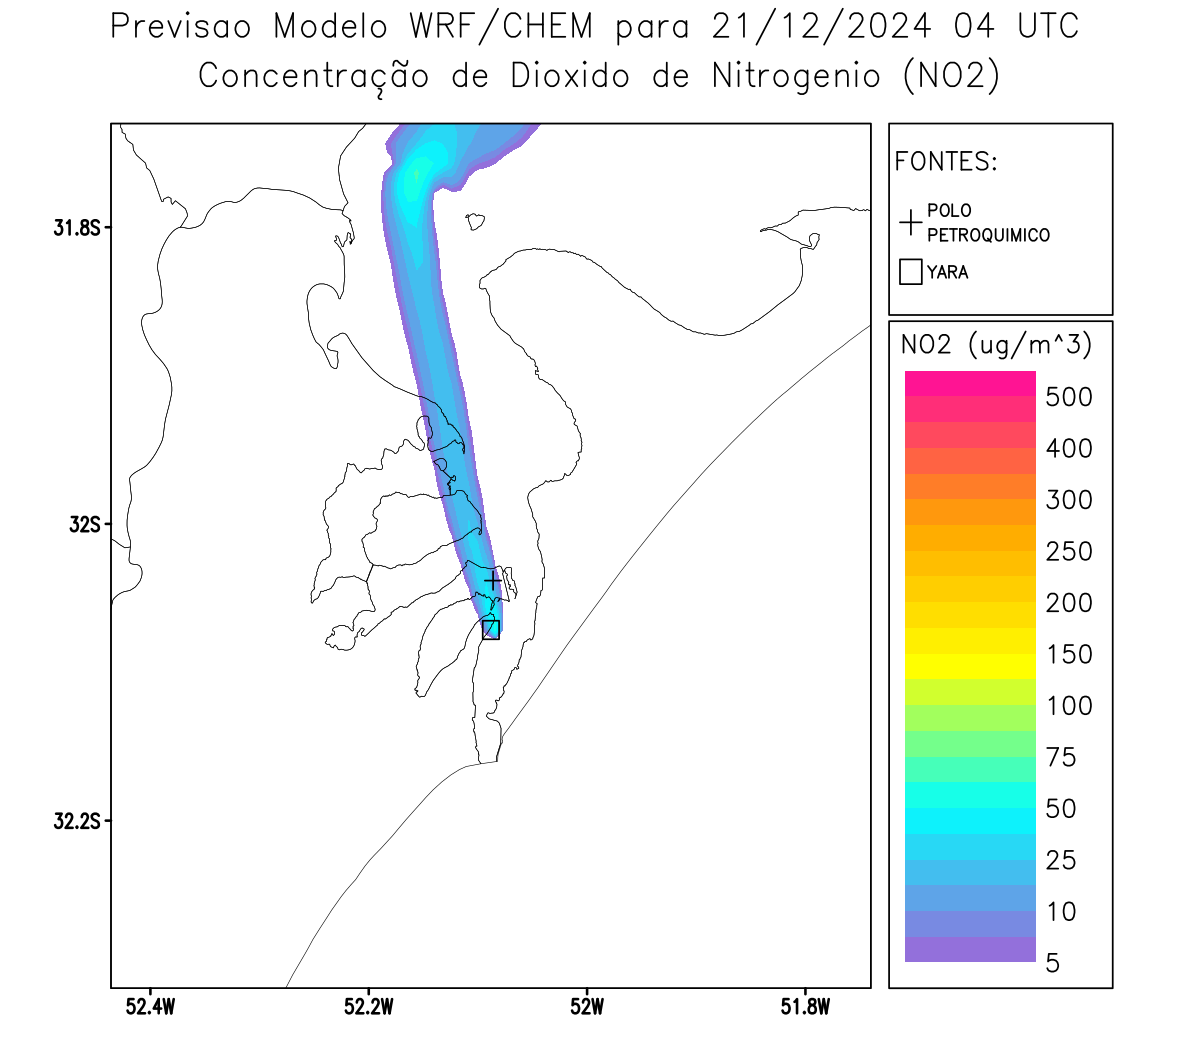 Previsao Modelo WRF/CHEM para 21/12/2024 04 UTC
Concentração de Dioxido de Nitrogenio (NO2)
FONTES:
POLO
PETROQUIMICO
YARA
NO2 (ug/m^3)
500
400
300
250
200
150
100
75
50
25
10
5
31.8S
32S
32.2S
52.4W
52.2W
52W
51.8W